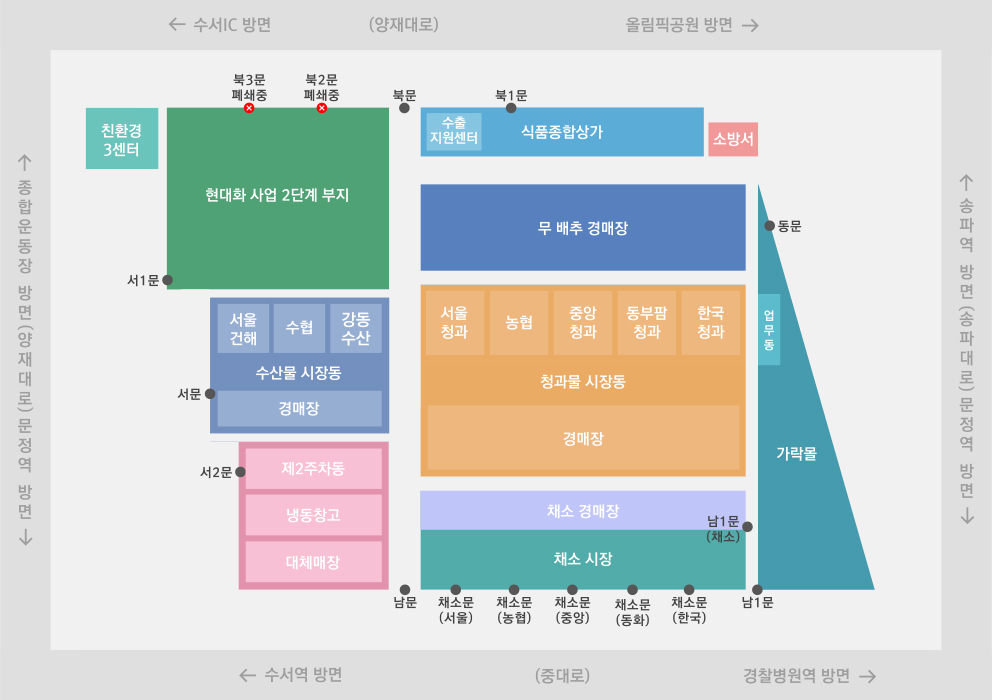 ← 수서IC 방면
(양재대로)
올림픽공원 방면 →
북3문
폐쇄중
북2문
폐쇄중
북문
북1문
친환경
3센터
현대화 사업 2단계 부지
수출
지원센터
식품종합상가
소방서
무 배추 경매장
동문
서1문
서울
건해
수협
강동
수산
수산물 시장동
서문
경매장
서울
청과
농협
중앙
청과
동부팜
청과
한국
청과
청과물 시장동
경매장
업
무
동
가락몰
서2문
제2주차동
냉동창고
대체매장
채소 경매장
남1문
(채소)
채소 시장
남문
채소문
(서울)
채소문
(농협)
채소문
(중앙)
채소문
(동화)
채소문
(한국)
남1문
← 종합운동장 방면(양재대로)문정역 방면 →
← 송파역 방면(송파대로)문정역 방면 →
← 수서역 방면
(중대로)
경찰병원역 방면 →